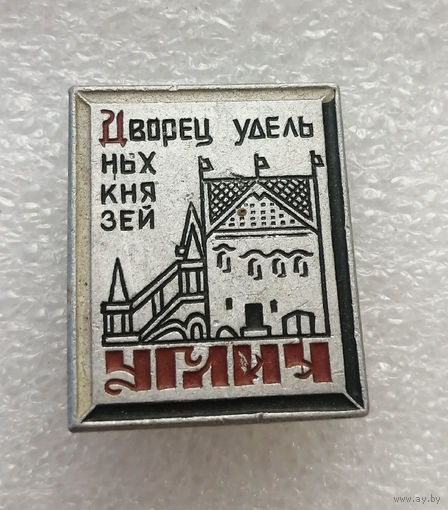 Дворец удель
ных
кня
зей
УГЛИЧ
www.ay.by